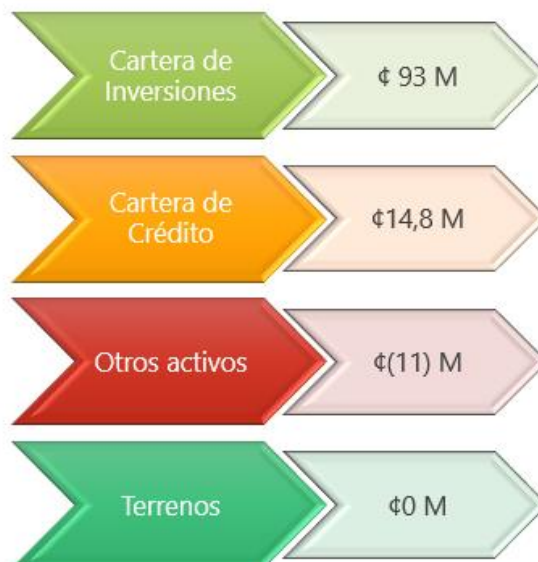 Cartera de
Inversiones
¢ 93 M
Cartera de
Crédito
¢14,8 M
Otros activos
¢(11) M
Terrenos
¢0 M